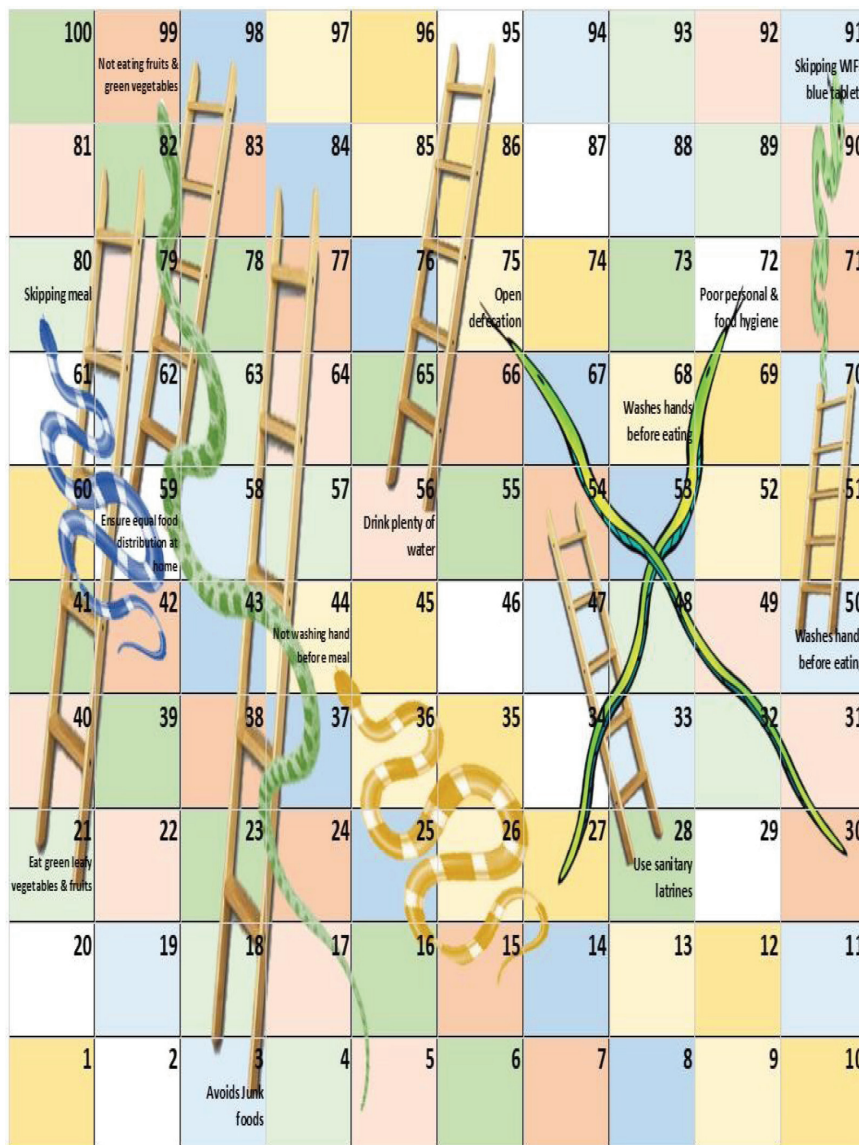 100 99 98 97 96 95 94 93 92 91
Not eating fruits &
green vegetables
Skipping WIF
blue tablet
81 82 83 84 85 86 87 88 89 90
80 79 78 77 76 75 74 73 72 71
Skipping meal
Open
defecation
Poor personal &
food hygiene
61 62 63 64 65 66 67 68 69 70
Washes hands
before eating
60 59 58 57 56 55 54 53 52 51
Ensure equal food
distribution at
home
Drink plenty of
water
41 42 43 44 45 46 47 48 49 50
Not washing hand
before meal
Washes hand
before eating
40 39 38 37 36 35 34 33 32 31
21 22 23 24 25 26 27 28 29 30
Eat green leafy
vegetables & fruits
Use sanitary
latrines
20 19 18 17 16 15 14 13 12 11
1 2 3 4 5 6 7 8 9 10
Avoids Junk
foods